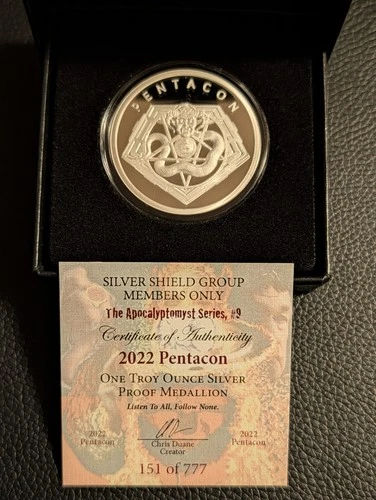 PENTACON
SILVER SHIELD GROUP
MEMBERS ONLY
The Apocalyptomyst Series, #9
Certificate of Authenticity
2022 Pentacon
ONE TROY OUNCE SILVER
PROOF MEDALLION
Listen To All, Follow None.
2022
Pentacon
Chris Duane
Creator
2022
Pentacon
151 of 777